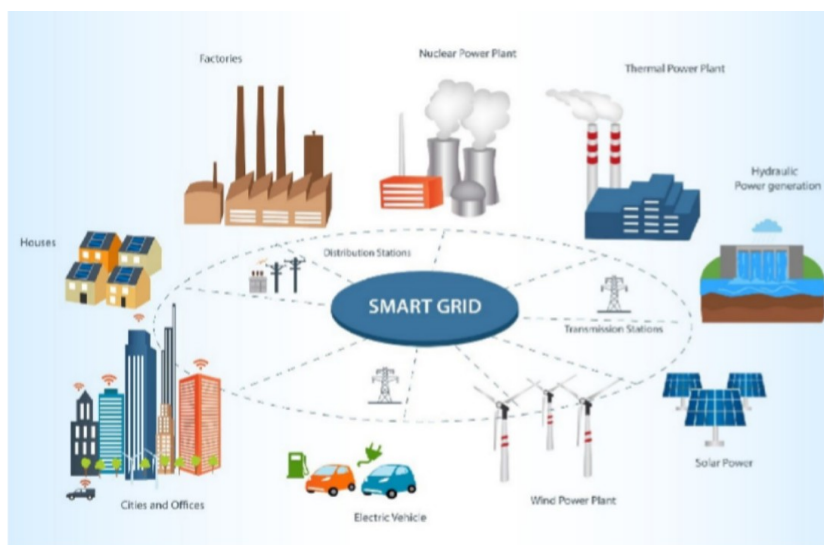 Factories
Nuclear Power Plant
Thermal Power Plant
Hydraulic
Power generation
Houses
Distribution Stations
SMART GRID
Transmission Stations
Solar Power
Cities and Offices
Electric Vehicle
Wind Power Plant